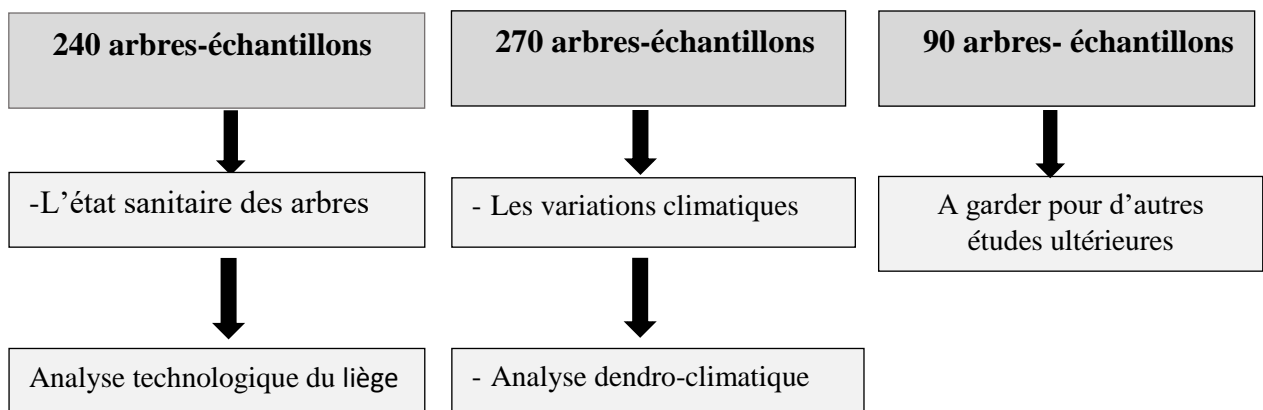 240 arbres-échantillons
-L’état sanitaire des arbres
Analyse technologique du liège
270 arbres-échantillons
- Les variations climatiques
- Analyse dendro-climatique
90 arbres- échantillons
A garder pour d’autres
études ultérieures